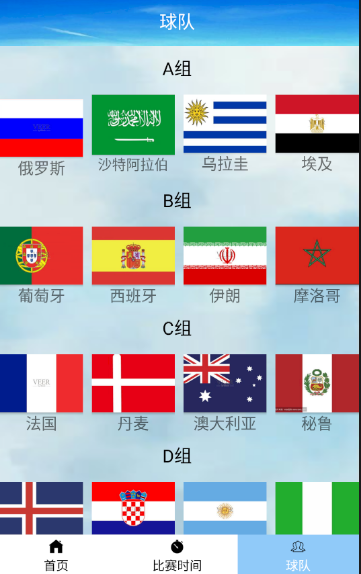 球队
A组
俄罗斯 沙特阿拉伯 乌拉圭 埃及
B组
葡萄牙 西班牙 伊朗 摩洛哥
C组
VEER
法国 丹麦 澳大利亚 秘鲁
D组
首页 比赛时间 球队